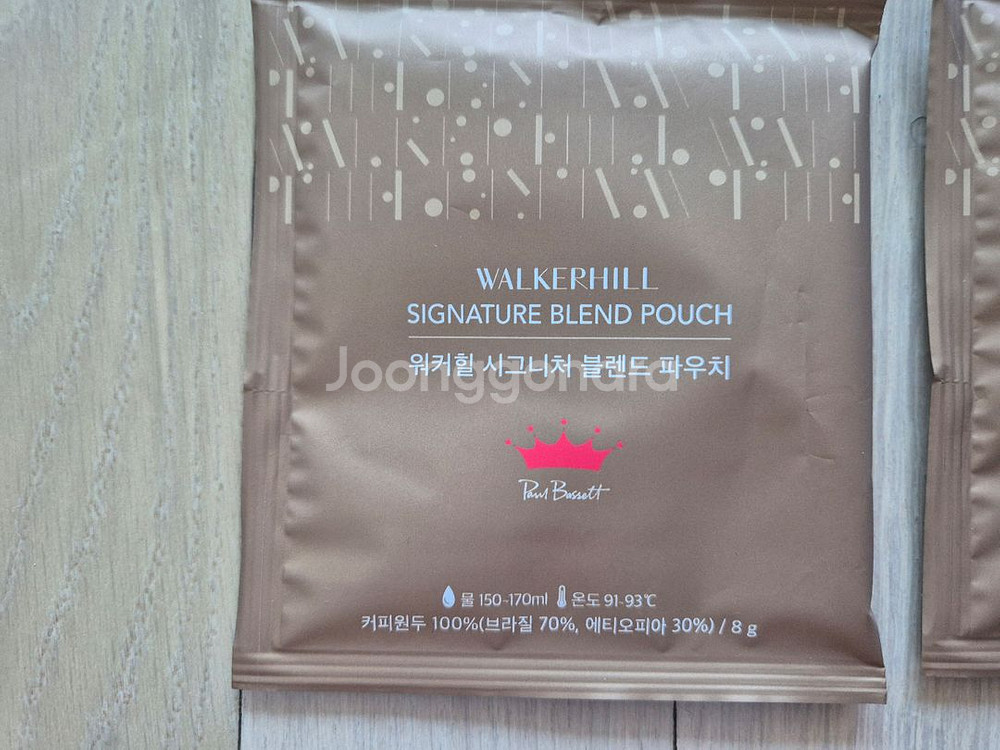 WALKERHILL
SIGNATURE BLEND POUCH
워커힐 시그니처 블렌드 파우치
Joonggonara
Paul Bassett
물 150~170ml 온도 91-93℃
커피원두 100%(브라질 70%, 에티오피아 30%) / 8 g